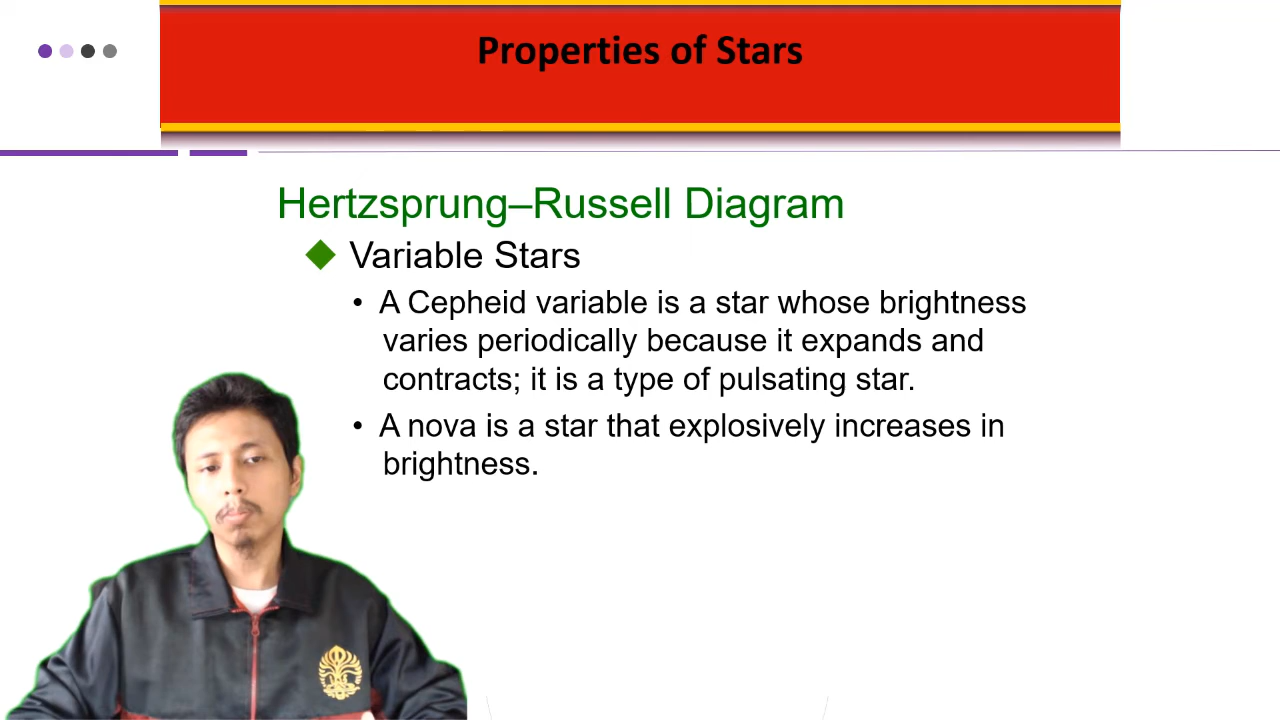 Properties of Stars
Hertzsprung–Russell Diagram
Variable Stars
• A Cepheid variable is a star whose brightness
varies periodically because it expands and
contracts; it is a type of pulsating star.
• A nova is a star that explosively increases in
brightness.